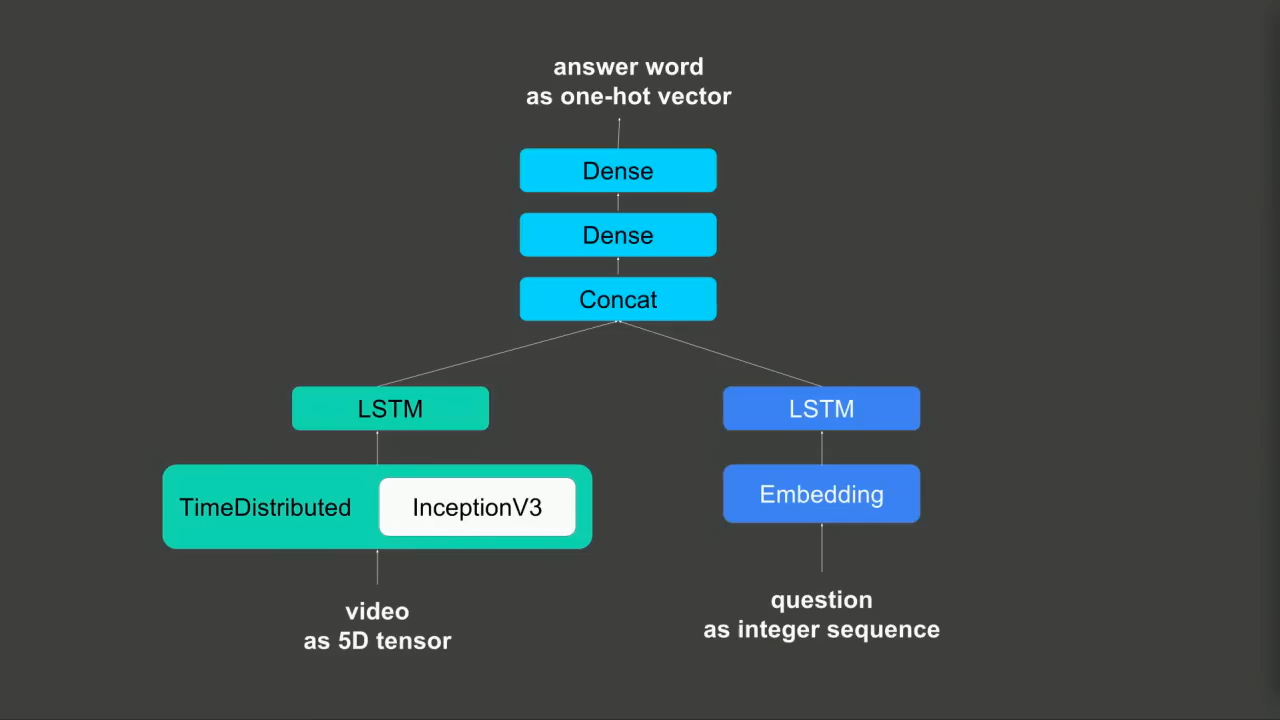 answer word
as one-hot vector
Dense
Dense
Concat
LSTM
LSTM
TimeDistributed
InceptionV3
Embedding
video
as 5D tensor
question
as integer sequence